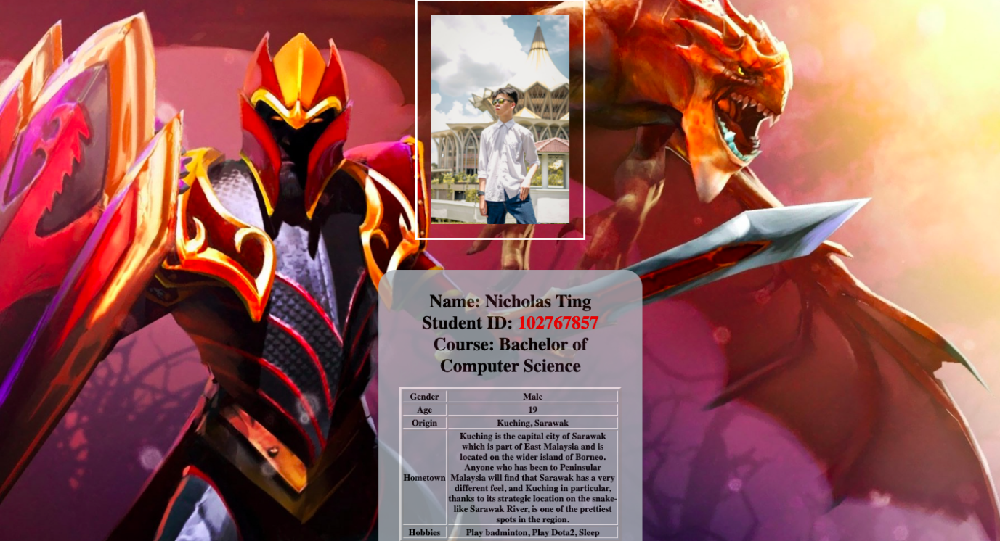 Name: Nicholas Ting
Student ID: 102767857
Course: Bachelor of
Computer Science
Gender Male
Age 19
Origin Kuching, Sarawak
Kuching is the capital city of Sarawak
which is part of East Malaysia and is
located on the wider island of Borneo.
Anyone who has been to Peninsular
Hometown Malaysia will find that Sarawak has a very
different feel, and Kuching in particular,
thanks to its strategic location on the snake-
like Sarawak River, is one of the prettiest
spots in the region.
Hobbies Play badminton, Play Dota2, Sleep